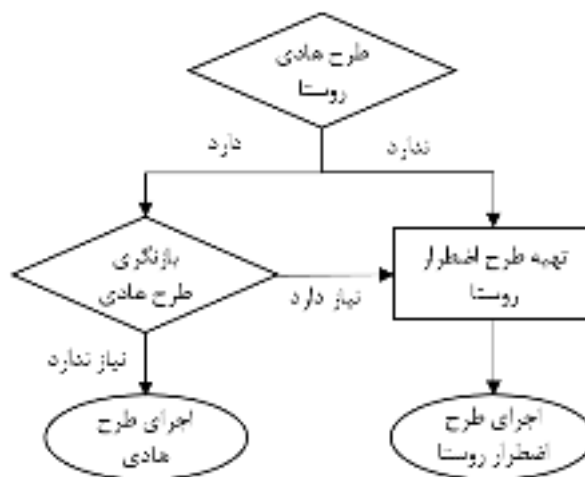 طرح هادی
روستا
ندارد
دارد
تهیه طرح اضطرار
روستا
بازنگری
طرح هادی
نیاز دارد
نیاز ندارد
اجرای طرح
اضطرار روستا
اجرای طرح
هادی